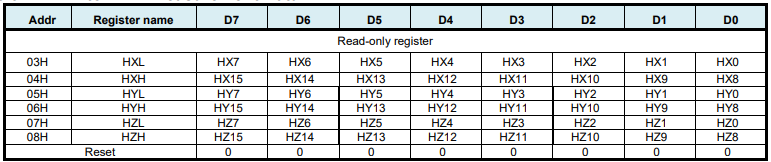 Addr Register name D7 D6 D5 D4 D3 D2 D1 D0
Read-only register
03H HXL HX7 HX6 HX5 HX4 HX3 HX2 HX1 HX0
04H HXH HX15 HX14 HX13 HX12 HX11 HX10 HX9 HX8
05H HYL HY7 HY6 HY5 HY4 HY3 HY2 HY1 HY0
06H HYH HY15 HY14 HY13 HY12 HY11 HY10 HY9 HY8
07H HZL HZ7 HZ6 HZ5 HZ4 HZ3 HZ2 HZ1 HZ0
08H HZH HZ15 HZ14 HZ13 HZ12 HZ11 HZ10 HZ9 HZ8
Reset 0 0 0 0 0 0 0 0